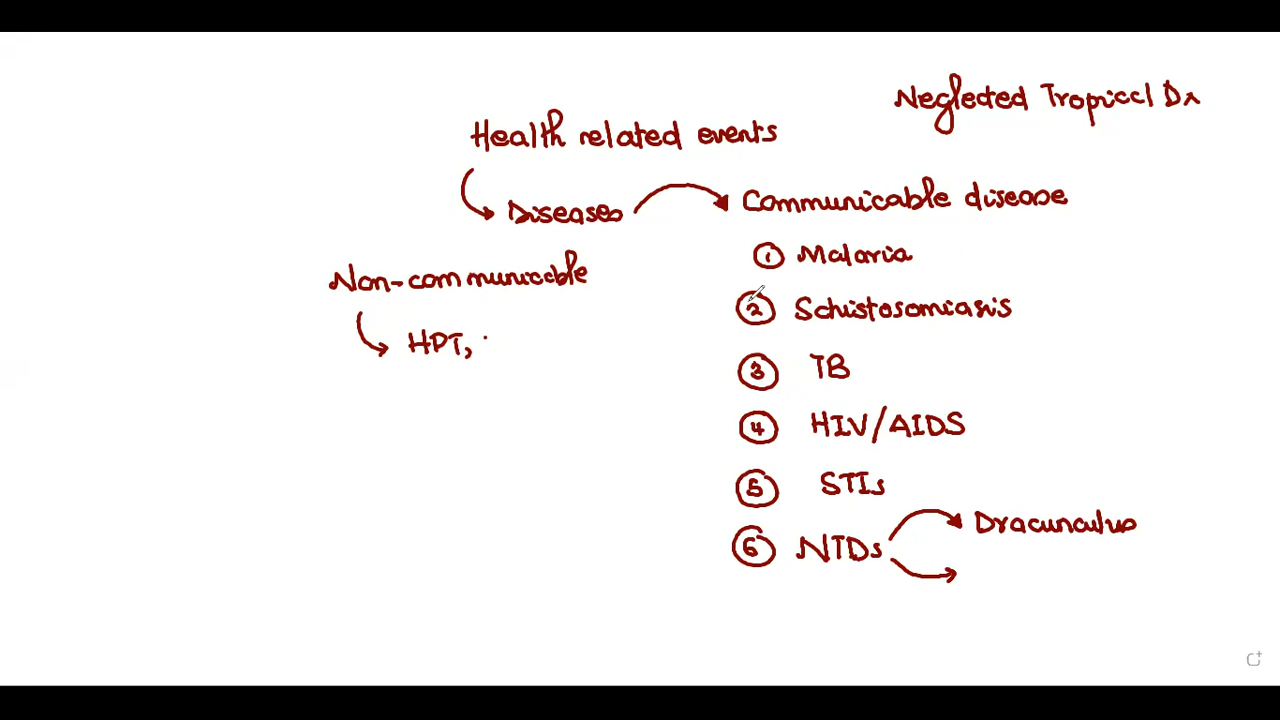 Neglected Tropical Dx
Health related events
Diseases
Communicable disease
① Malaria
Non-communicable
② Schistosomiasis
HPT,
③ TB
④ HIV/AIDS
⑤ STIs
Dracunculus
⑥ NTDs